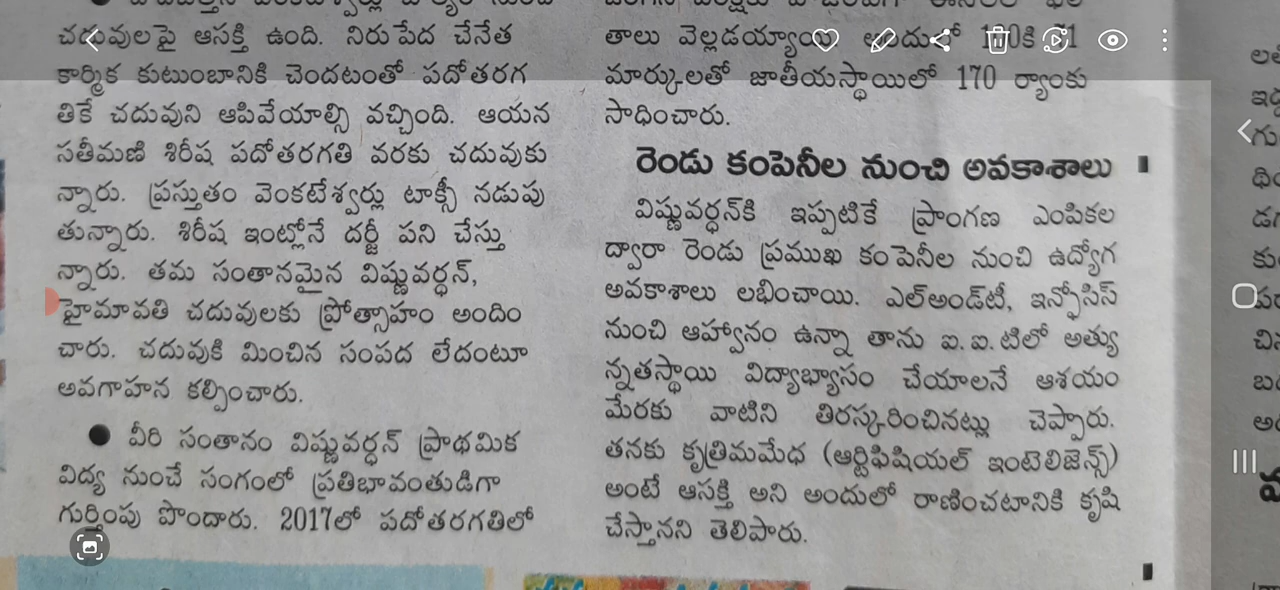 చదువులపై ఆసక్తి ఉంది. నిరుపేద చేనేత
కార్మిక కుటుంబానికి చెందటంతో పదోతరగ
తికే చదువుని ఆపివేయాల్సి వచ్చింది. ఆయన
సతీమణి శిరీష పదోతరగతి వరకు చదువుకు
న్నారు. ప్రస్తుతం వెంకటేశ్వర్లు టాక్సీ నడుపు
తున్నారు. శిరీష ఇంట్లోనే దర్జీ పని చేస్తు
న్నారు. తమ సంతానమైన విష్ణువర్ధన్,
హైమావతి చదువులకు ప్రోత్సాహం అందిం
చారు. చదువుకి మించిన సంపద లేదంటూ
అవగాహన కల్పించారు.
● వీరి సంతానం విష్ణువర్ధన్ ప్రాథమిక
విద్య నుంచే సంగంలో ప్రతిభావంతుడిగా
గుర్తింపు పొందారు. 2017లో పదోతరగతిలో
తాలు వెల్లడయ్యాయి
మార్కులతో జాతీయస్థాయిలో 170 ర్యాంకు
సాధించారు.
రెండు కంపెనీల నుంచి అవకాశాలు
విష్ణువర్ధన్‌కి ఇప్పటికే ప్రాంగణ ఎంపికల
ద్వారా రెండు ప్రముఖ కంపెనీల నుంచి ఉద్యోగ
అవకాశాలు లభించాయి. ఎల్అండ్‌టీ, ఇన్ఫోసిస్
నుంచి ఆహ్వానం ఉన్నా తాను ఐ.ఐ.టిలో అత్యు
న్నతస్థాయి విద్యాభ్యాసం చేయాలనే ఆశయం
మేరకు వాటిని తిరస్కరించినట్లు చెప్పారు.
తనకు కృత్రిమమేధ (ఆర్టిఫిషియల్ ఇంటెలిజెన్స్)
అంటే ఆసక్తి అని అందులో రాణించటానికి కృషి
చేస్తానని తెలిపారు.